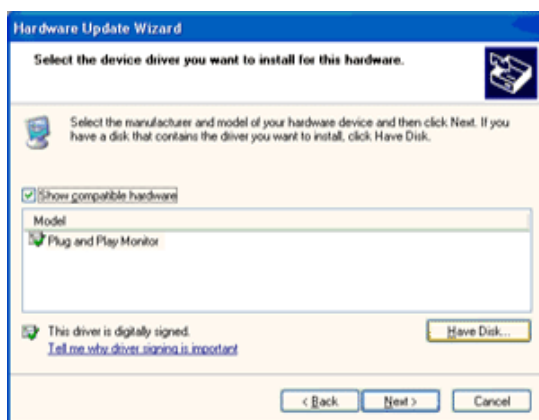 Hardware Update Wizard
Select the device driver you want to install for this hardware.
Select the manufacturer and model of your hardware device and then click Next. If you
have a disk that contains the driver you want to install, click Have Disk.
Show compatible hardware
Model
Plug and Play Monitor
This driver is digitally signed.
Have Disk...
Tell me why driver signing is important
< Back
Next >
Cancel